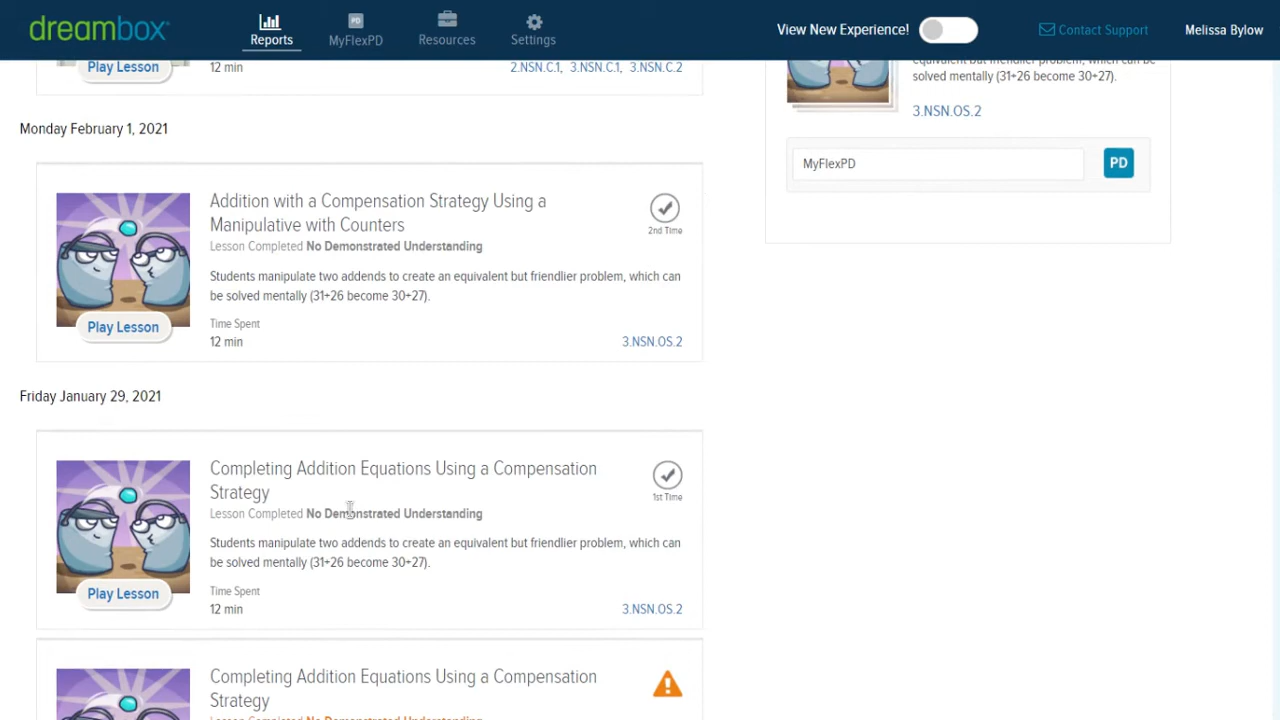 dreambox
PD
Reports
MyFlexPD
Resources
Settings
View New Experience!
Contact Support
Melissa Bylow
Play Lesson
12 min
2.NSN.C.1, 3.NSN.C.1, 3.NSN.C.2
equivalent but friendlier problem, which can be
solved mentally (31+26 become 30+27).
3.NSN.OS.2
MyFlexPD
PD
Monday February 1, 2021
Addition with a Compensation Strategy Using a
Manipulative with Counters
Lesson Completed No Demonstrated Understanding
2nd Time
Students manipulate two addends to create an equivalent but friendlier problem, which can
be solved mentally (31+26 become 30+27).
Time Spent
12 min
3.NSN.OS.2
Play Lesson
Friday January 29, 2021
Completing Addition Equations Using a Compensation
Strategy
Lesson Completed No Demonstrated Understanding
1st Time
Students manipulate two addends to create an equivalent but friendlier problem, which can
be solved mentally (31+26 become 30+27).
Time Spent
12 min
3.NSN.OS.2
Play Lesson
Completing Addition Equations Using a Compensation
Strategy
Lesson Completed No Demonstrated Understanding